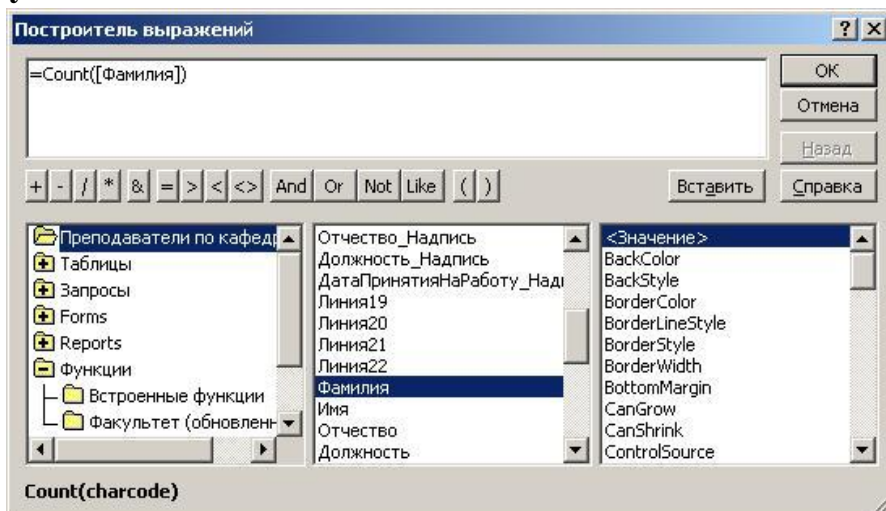 Построитель выражений
=Count([Фамилия])
ОК
Отмена
Назад
+ - / * & = > < <> And Or Not Like ( ) Вставить Справка
Преподаватели по кафедр
Таблицы
Запросы
Forms
Reports
Функции
Встроенные функции
Факультет (обновленн
Отчество_Надпись
Должность_Надпись
ДатаПринятияНаРаботу_Надп
Линия19
Линия20
Линия21
Линия22
Фамилия
Имя
Отчество
Должность
<Значение>
BackColor
BackStyle
BorderColor
BorderLineStyle
BorderStyle
BorderWidth
BottomMargin
CanGrow
CanShrink
ControlSource
Count(charcode)